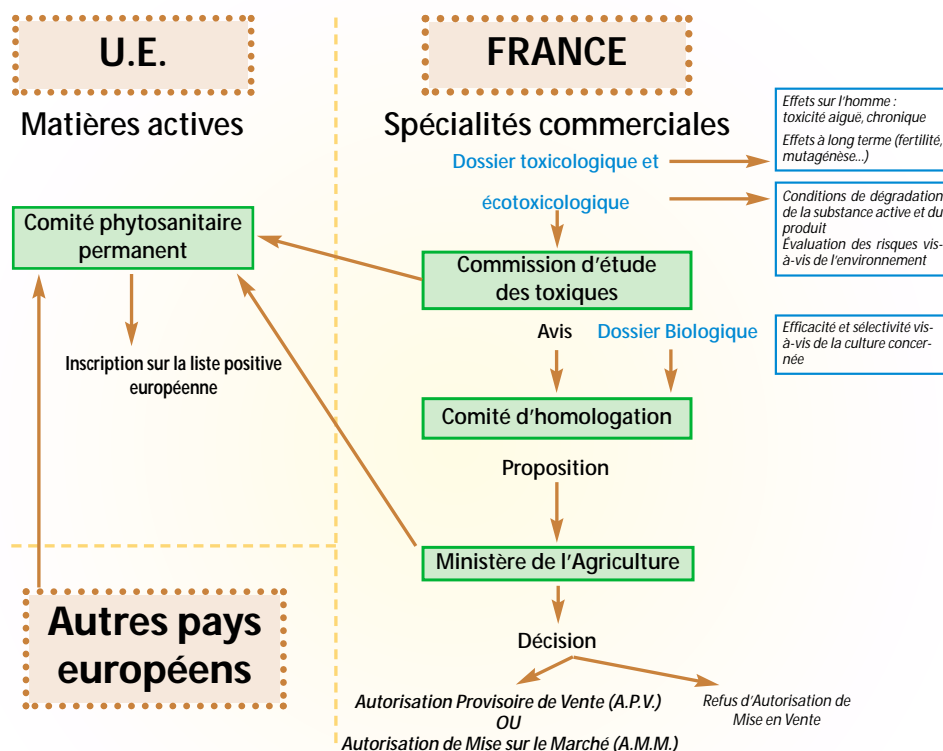 U.E.
Matières actives
Comité phytosanitaire
permanent
Inscription sur la liste positive
européenne
Autres pays
européens
FRANCE
Spécialités commerciales
Dossier toxicologique et
écotoxicologique
Effets sur l'homme :
toxicité aiguë, chronique
Effets à long terme (fertilité,
mutagénèse...)
Conditions de dégradation
de la substance active et du
produit
Évaluation des risques vis-
à-vis de l'environnement
Commission d'étude
des toxiques
Avis
Dossier Biologique
Efficacité et sélectivité vis-
à-vis de la culture concer-
née
Comité d'homologation
Proposition
Ministère de l'Agriculture
Décision
Autorisation Provisoire de Vente (A.P.V.)
OU
Autorisation de Mise sur le Marché (A.M.M.)
Refus d'Autorisation de
Mise en Vente